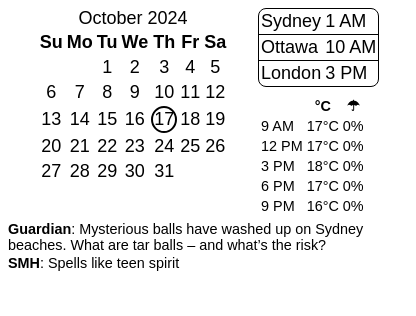 October 2024
Su Mo Tu We Th Fr Sa
1 2 3 4 5
6 7 8 9 10 11 12
13 14 15 16 17 18 19
20 21 22 23 24 25 26
27 28 29 30 31
Sydney 1 AM
Ottawa 10 AM
London 3 PM
°C ☂
9 AM 17°C 0%
12 PM 17°C 0%
3 PM 18°C 0%
6 PM 17°C 0%
9 PM 16°C 0%
Guardian: Mysterious balls have washed up on Sydney
beaches. What are tar balls – and what's the risk?
SMH: Spells like teen spirit